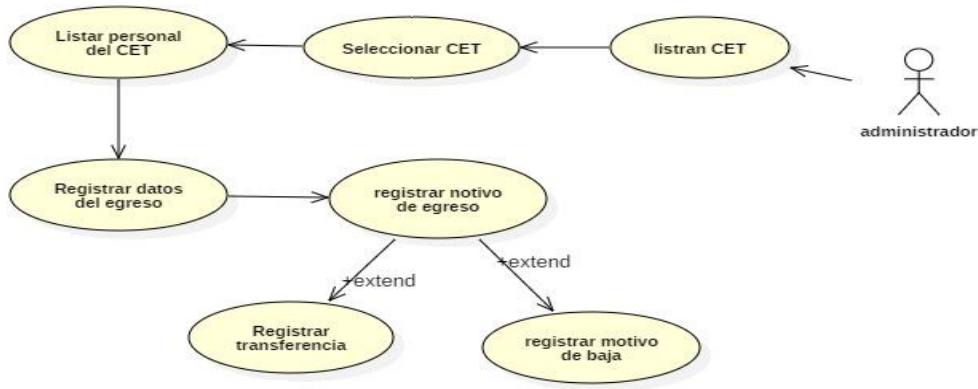 Listar personal
del CET
Seleccionar CET
listran CET
administrador
Registrar datos
del egreso
registrar notivo
de egreso
+extend
+extend
Registrar
transferencia
registrar motivo
de baja